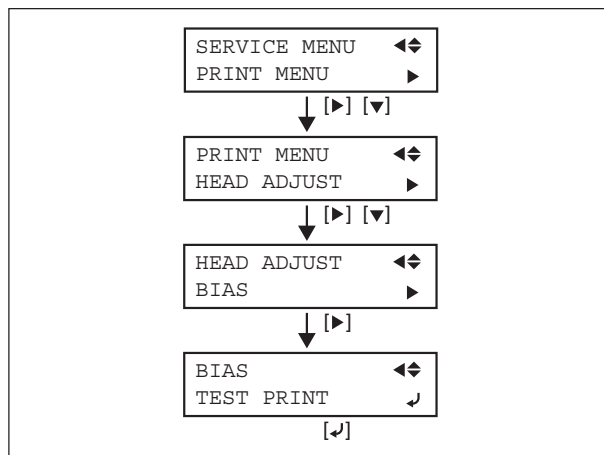 SERVICE MENU ◀◆
PRINT MENU ▶
[▶] [▼]
PRINT MENU ◀◆
HEAD ADJUST ▶
[▶] [▼]
HEAD ADJUST ◀◆
BIAS ▶
[▶]
BIAS ◀◆
TEST PRINT ↵
[↵]